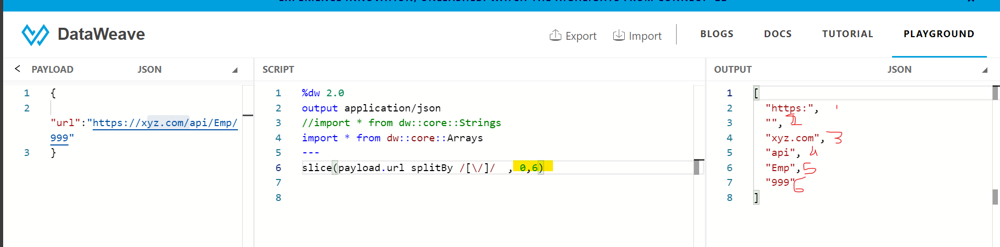 DataWeave
Export
Import
BLOGS
DOCS
TUTORIAL
PLAYGROUND
< PAYLOAD
JSON
1 {
2
"url":"https://xyz.com/api/Emp/
999"
3 }
SCRIPT
1 %dw 2.0
2 output application/json
3 //import * from dw::core::Strings
4 import * from dw::core::Arrays
5 ---
6 slice(payload.url splitBy /[\/]/ , 0,6)
7
8
OUTPUT
JSON
1 [
2 "https:", 1
3 "", 2
4 "xyz.com", 3
5 "api", 4
6 "Emp", 5
7 "999" 6
8 ]